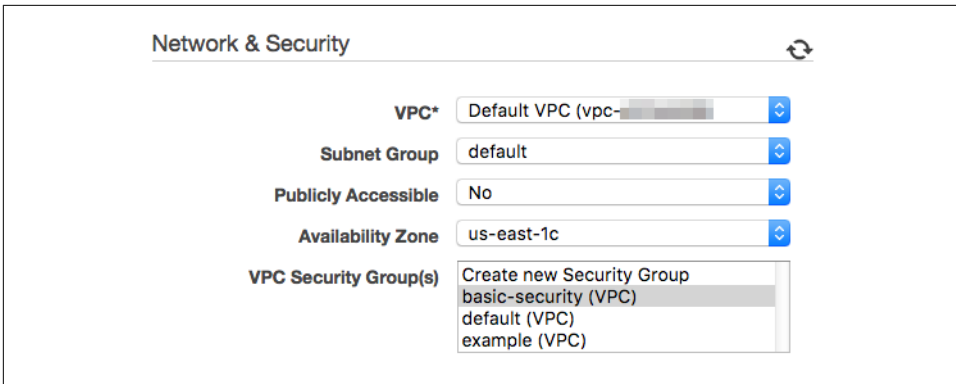 Network & Security
VPC* Default VPC (vpc-
Subnet Group default
Publicly Accessible No
Availability Zone us-east-1c
VPC Security Group(s) Create new Security Group
basic-security (VPC)
default (VPC)
example (VPC)